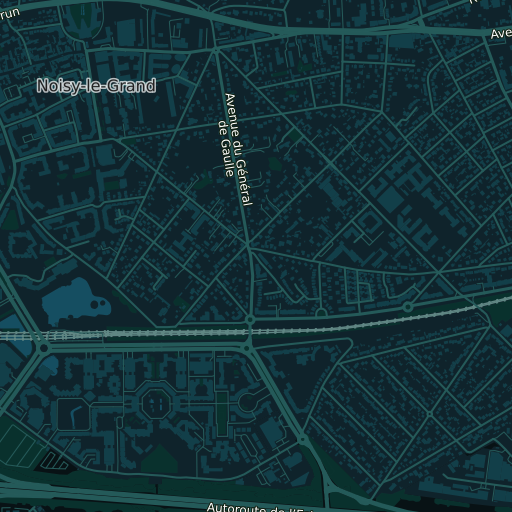 run
Ave
Noisy-le-Grand
Avenue du Général
de Gaulle
Autoroute de l'E